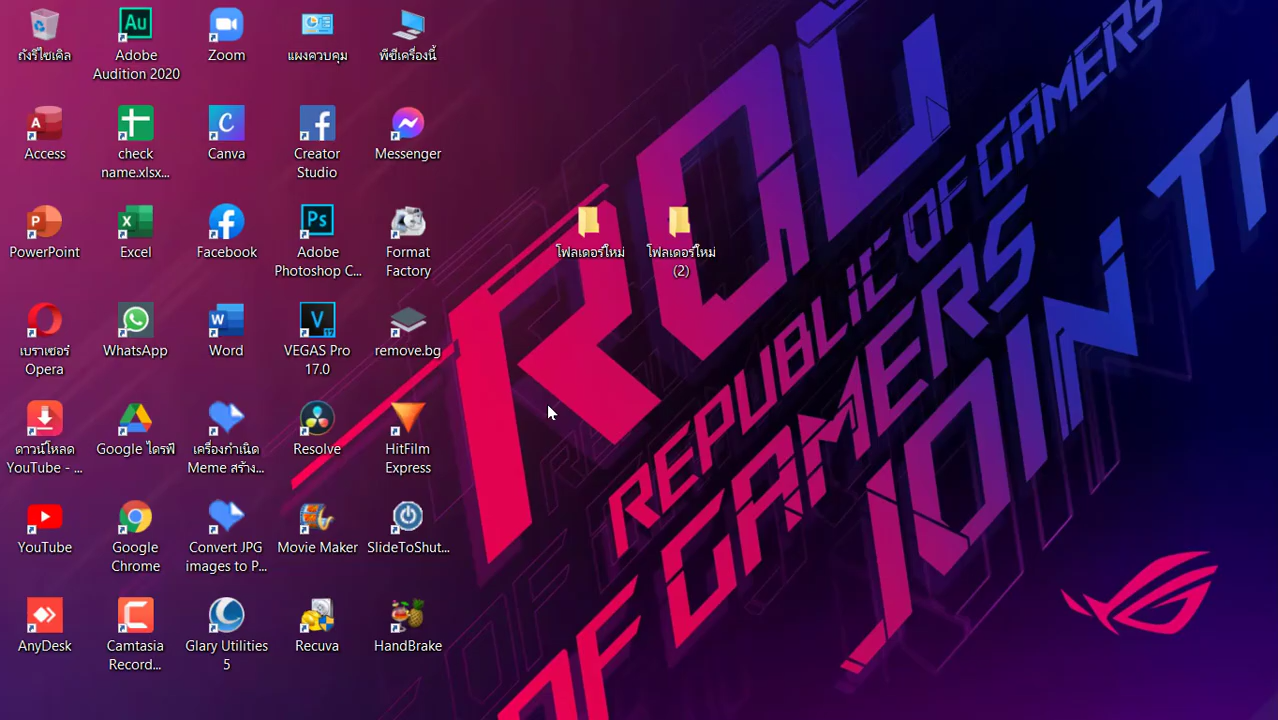 ถังรีไซเคิล
Adobe
Audition 2020
Zoom
แผงควบคุม
พีซีเครื่องนี้
Access
check
name.xlsx...
Canva
Creator
Studio
Messenger
PowerPoint
Excel
Facebook
Adobe
Photoshop C...
Format
Factory
โฟลเดอร์ใหม่
โฟลเดอร์ใหม่
(2)
เบราเซอร์
Opera
WhatsApp
Word
VEGAS Pro
17.0
remove.bg
ดาวน์โหลด
YouTube - ...
Google ไดรฟ์
เครื่องกำเนิด
Meme สร้าง...
Resolve
HitFilm
Express
YouTube
Google
Chrome
Convert JPG
images to P...
Movie Maker
SlideToShut...
AnyDesk
Camtasia
Record...
Glary Utilities
5
Recuva
HandBrake
ROG
REPUBLIC OF GAMERS
OF GAMERS
JOIN TH